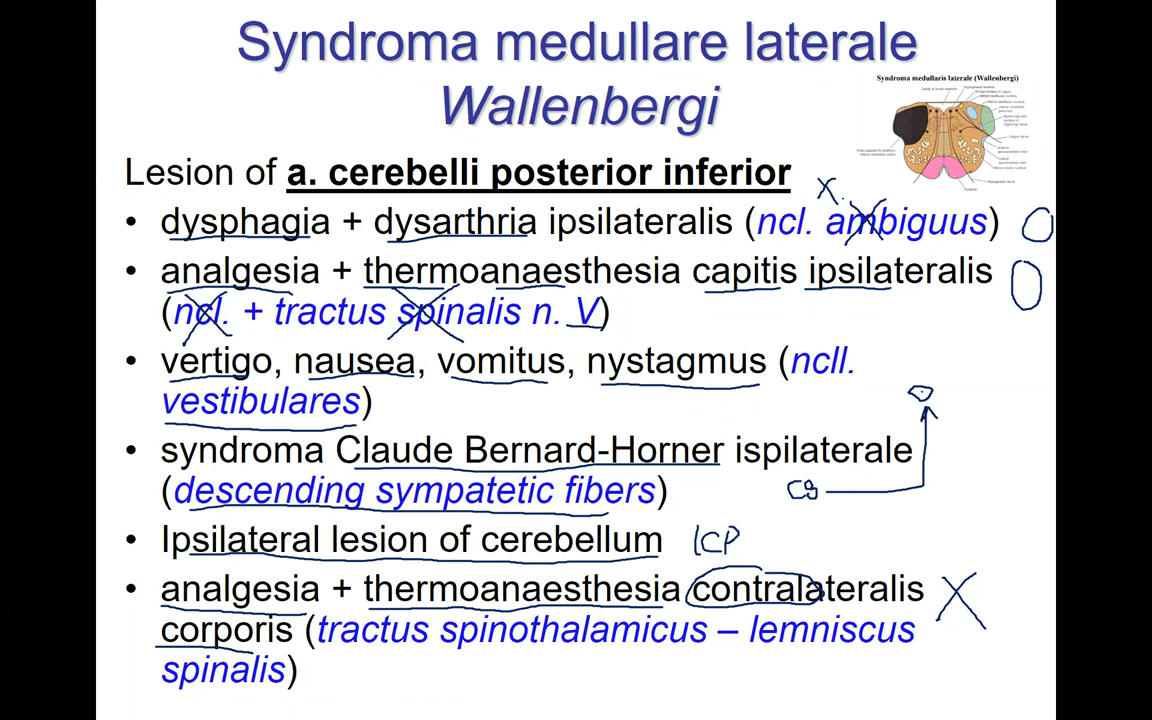 Syndroma medullare laterale
Wallenbergi
Syndroma medullaris laterale (Wallenbergi)
Lesion of a. cerebelli posterior inferior
X.
• dysphagia + dysarthria ipsilateralis (ncl. ambiguus)
• analgesia + thermoanaesthesia capitis ipsilateralis
(ncl. + tractus spinalis n. V)
• vertigo, nausea, vomitus, nystagmus (ncll.
vestibulares)
• syndroma Claude Bernard-Horner ispilaterale
(descending sympatetic fibers)
C8
• Ipsilateral lesion of cerebellum ICP
• analgesia + thermoanaesthesia contralateralis
corporis (tractus spinothalamicus – lemniscus
spinalis)